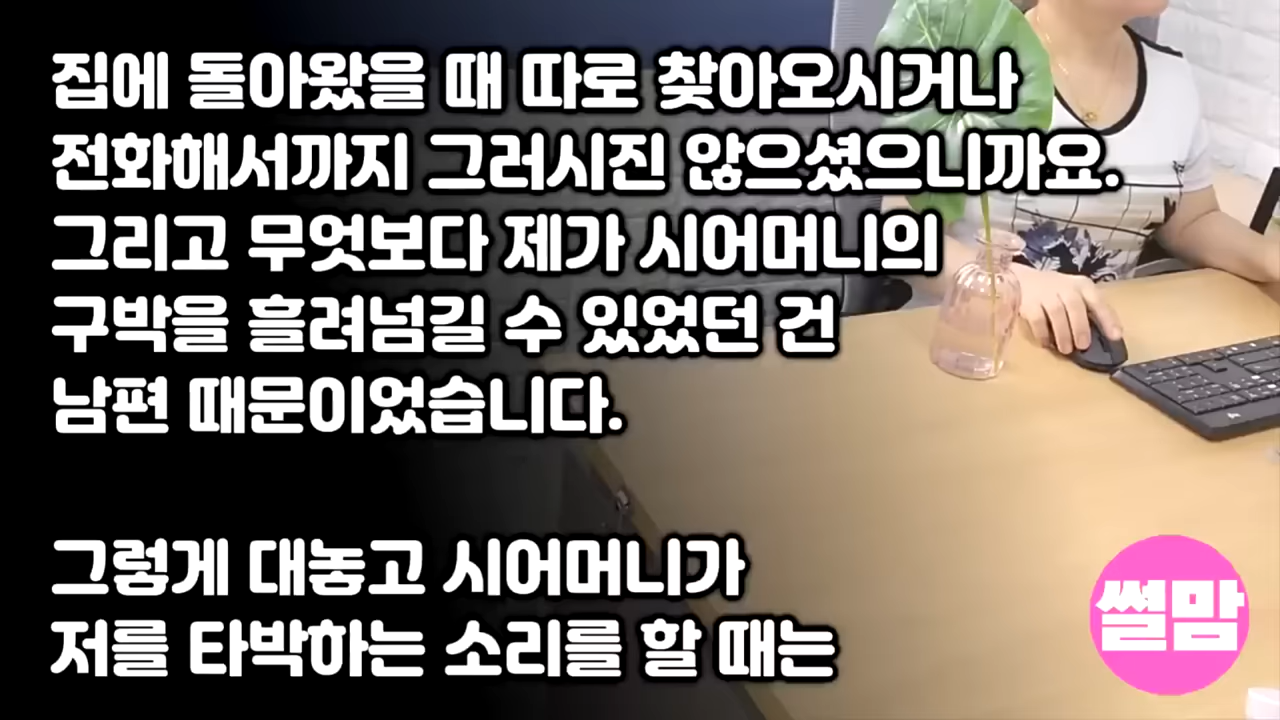 집에 돌아왔을 때 따로 찾아오시거나
전화해서까지 그러시진 않으셨으니까요.
그리고 무엇보다 제가 시어머니의
구박을 흘려넘길 수 있었던 건
남편 때문이었습니다.
그렇게 대놓고 시어머니가
저를 타박하는 소리를 할 때는
썰맘